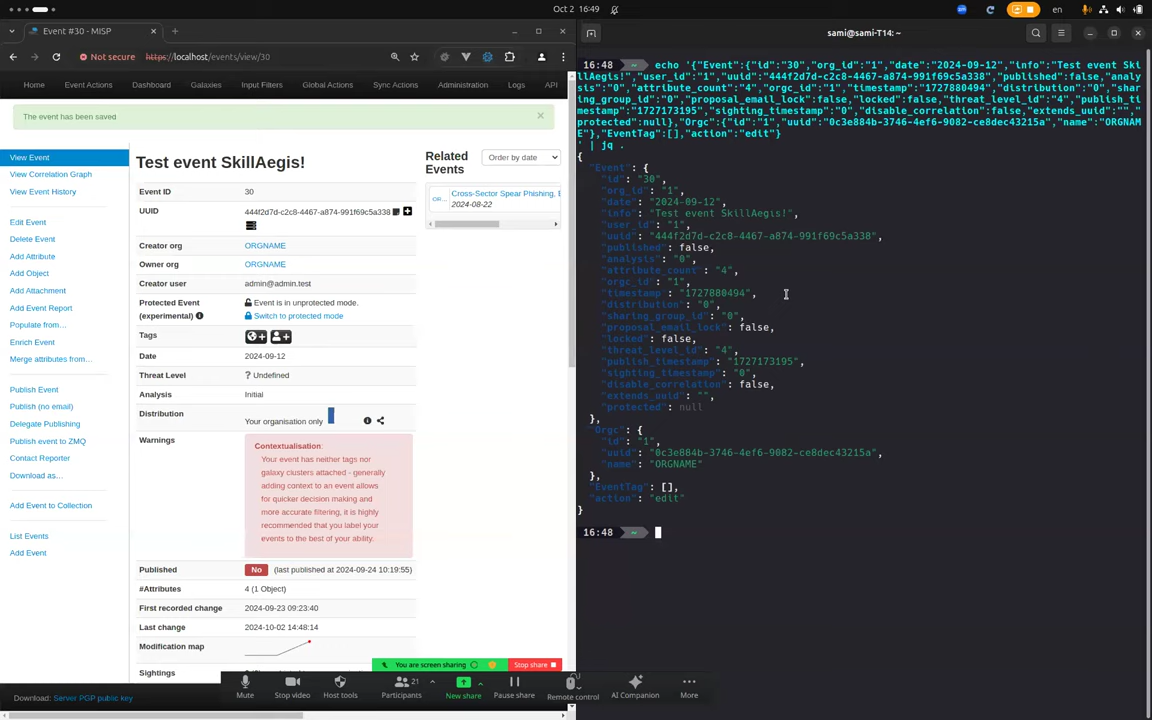 Oct 2 16:49
en
Event #30 - MISP
Not secure
https://localhost/events/view/30
Home
Event Actions
Dashboard
Galaxies
Input Filters
Global Actions
Sync Actions
Administration
Logs
API
The event has been saved
View Event
View Correlation Graph
View Event History
Edit Event
Delete Event
Add Attribute
Add Object
Add Attachment
Add Event Report
Populate from...
Enrich Event
Merge attributes from...
Publish Event
Publish (no email)
Delegate Publishing
Publish event to ZMQ
Contact Reporter
Download as...
Add Event to Collection
List Events
Add Event
Test event SkillAegis!
Event ID 30
UUID 444f2d7d-c2c8-4467-a874-991f69c5a338
Creator org ORGNAME
Owner org ORGNAME
Creator user admin@admin.test
Protected Event Event is in unprotected mode.
(experimental) Switch to protected mode
Tags
Date 2024-09-12
Threat Level ? Undefined
Analysis Initial
Distribution Your organisation only
Warnings
Contextualisation:
Your event has neither tags nor
galaxy clusters attached - generally
adding context to an event allows
for quicker decision making and
more accurate filtering, it is highly
recommended that you label your
events to the best of your ability.
Published No (last published at 2024-09-24 10:19:55)
#Attributes 4 (1 Object)
First recorded change 2024-09-23 09:23:40
Last change 2024-10-02 14:48:14
Modification map
Sightings
Related
Events
Order by date
OR...
Cross-Sector Spear Phishing,
2024-08-22
You are screen sharing
Stop share
Mute
Stop video
Host tools
Participants
21
New share
Pause share
Remote control
AI Companion
More
Download: Server PGP public key
sami@sami-T14: ~
16:48 ~ echo '{"Event":{"id":"30","org_id":"1","date":"2024-09-12","info":"Test event Ski
llAegis!","user_id":"1","uuid":"444f2d7d-c2c8-4467-a874-991f69c5a338","published":false,"analy
sis":"0","attribute_count":"4","orgc_id":"1","timestamp":"1727880494","distribution":"0","shar
ing_group_id":"0","proposal_email_lock":false,"locked":false,"threat_level_id":"4","publish_ti
mestamp":"1727173195","sighting_timestamp":"0","disable_correlation":false,"extends_uuid":"","
protected":null},"Orgc":{"id":"1","uuid":"0c3e884b-3746-4ef6-9082-ce8dec43215a","name":"ORGNAM
E"},"EventTag":[],"action":"edit"}
' | jq .
{
"Event": {
"id": "30",
"org_id": "1",
"date": "2024-09-12",
"info": "Test event SkillAegis!",
"user_id": "1",
"uuid": "444f2d7d-c2c8-4467-a874-991f69c5a338",
"published": false,
"analysis": "0",
"attribute_count": "4",
"orgc_id": "1",
"timestamp": "1727880494",
"distribution": "0",
"sharing_group_id": "0",
"proposal_email_lock": false,
"locked": false,
"threat_level_id": "4",
"publish_timestamp": "1727173195",
"sighting_timestamp": "0",
"disable_correlation": false,
"extends_uuid": "",
"protected": null
},
"Orgc": {
"id": "1",
"uuid": "0c3e884b-3746-4ef6-9082-ce8dec43215a",
"name": "ORGNAME"
},
"EventTag": [],
"action": "edit"
}
16:48 ~